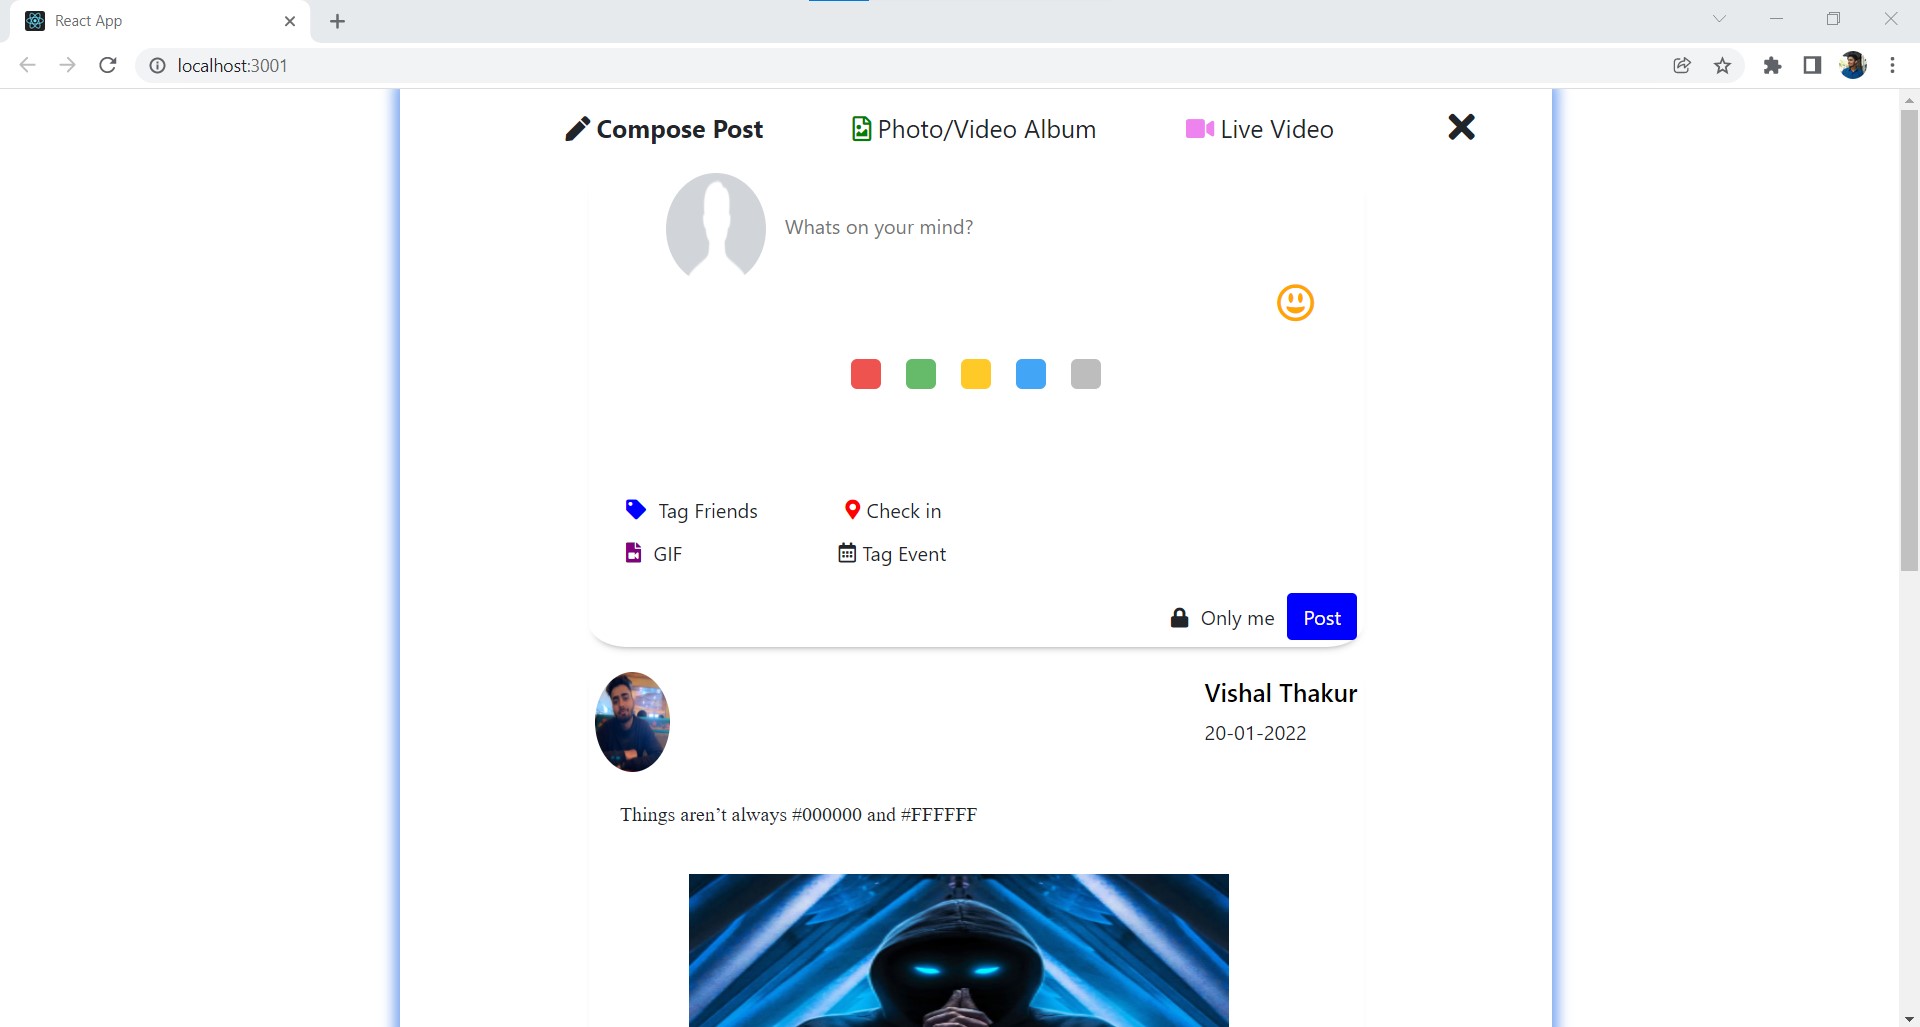 React App
localhost:3001
Compose Post Photo/Video Album Live Video
Whats on your mind?
Tag Friends Check in
GIF Tag Event
Only me Post
Vishal Thakur
20-01-2022
Things aren’t always #000000 and #FFFFFF